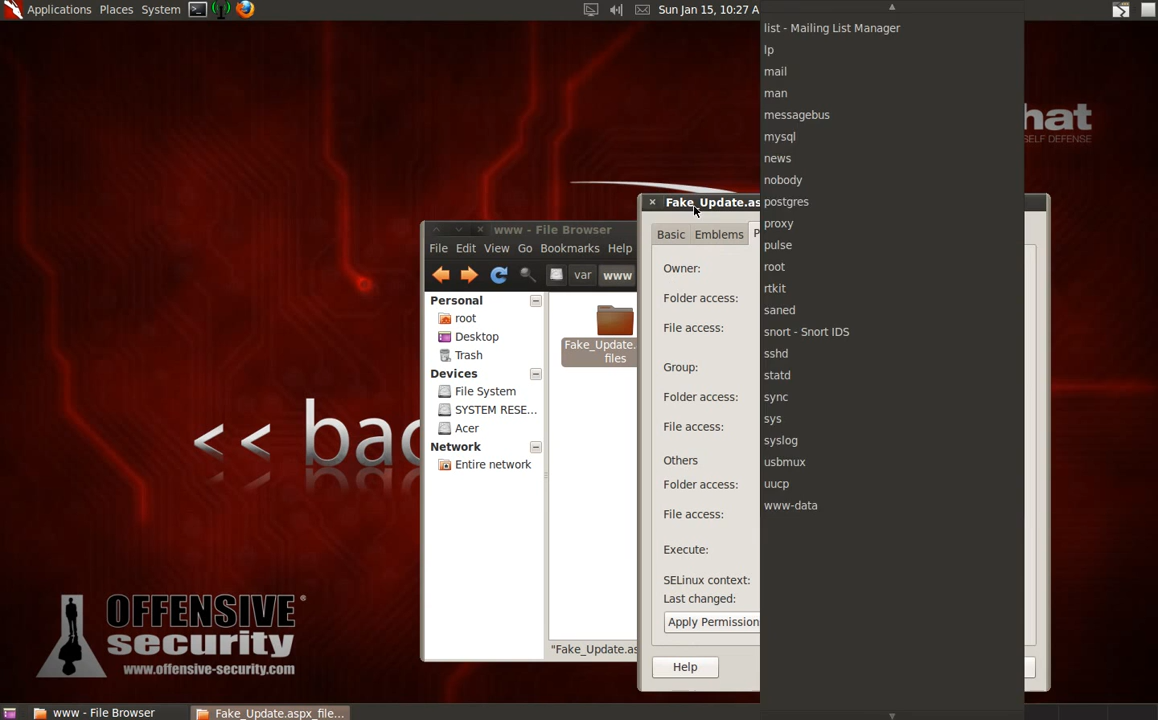 Applications Places System
Sun Jan 15, 10:27 A
list - Mailing List Manager
lp
mail
man
messagebus
mysql
news
nobody
postgres
proxy
pulse
root
rtkit
saned
snort - Snort IDS
sshd
statd
sync
sys
syslog
usbmux
uucp
www-data
hat
SELF DEFENSE
Fake_Update.as
Basic Emblems P
Owner:
Folder access:
File access:
Group:
Folder access:
File access:
Others
Folder access:
File access:
Execute:
SELinux context:
Last changed:
Apply Permission
Help
www - File Browser
File Edit View Go Bookmarks Help
var www
Personal
root
Desktop
Trash
Devices
File System
SYSTEM RESE...
Acer
Network
Entire network
Fake_Update.
files
"Fake_Update.as
<< bac
OFFENSIVE®
security
www.offensive-security.com
www - File Browser
Fake_Update.aspx_file...